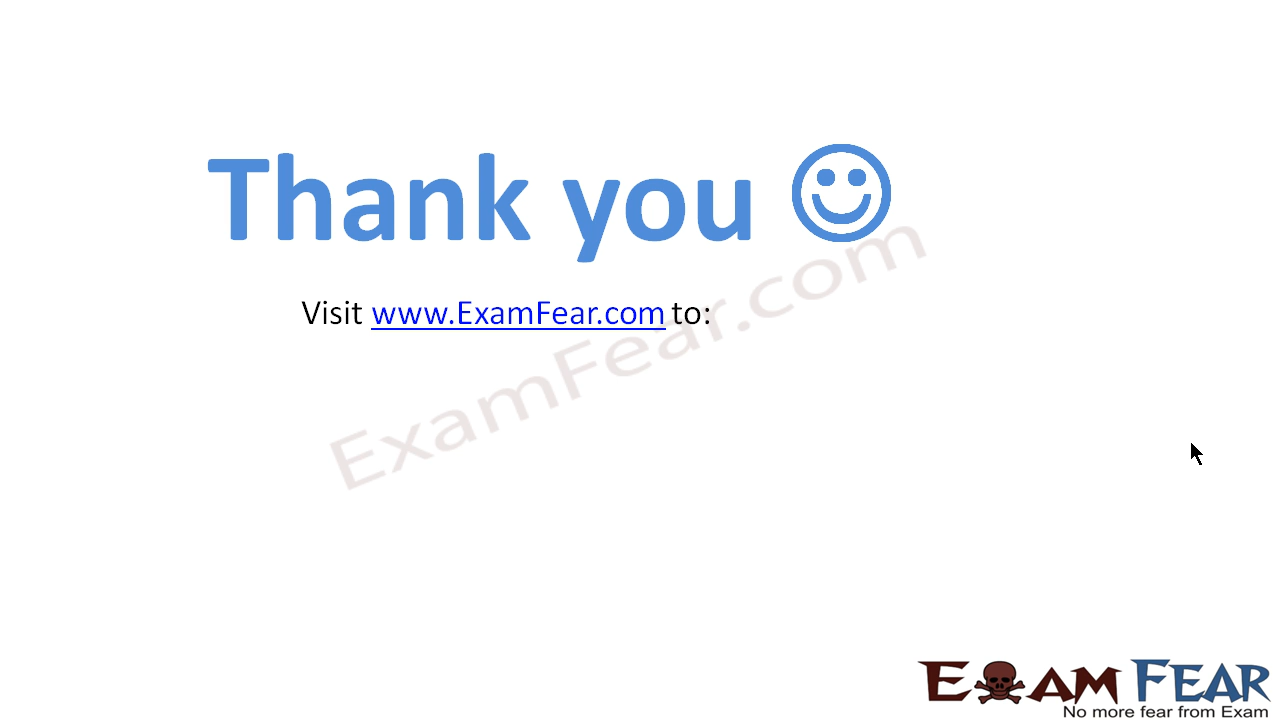 Thank you ☺
Visit www.ExamFear.com to:
ExamFear.com
EXAM FEAR
No more fear from Exam